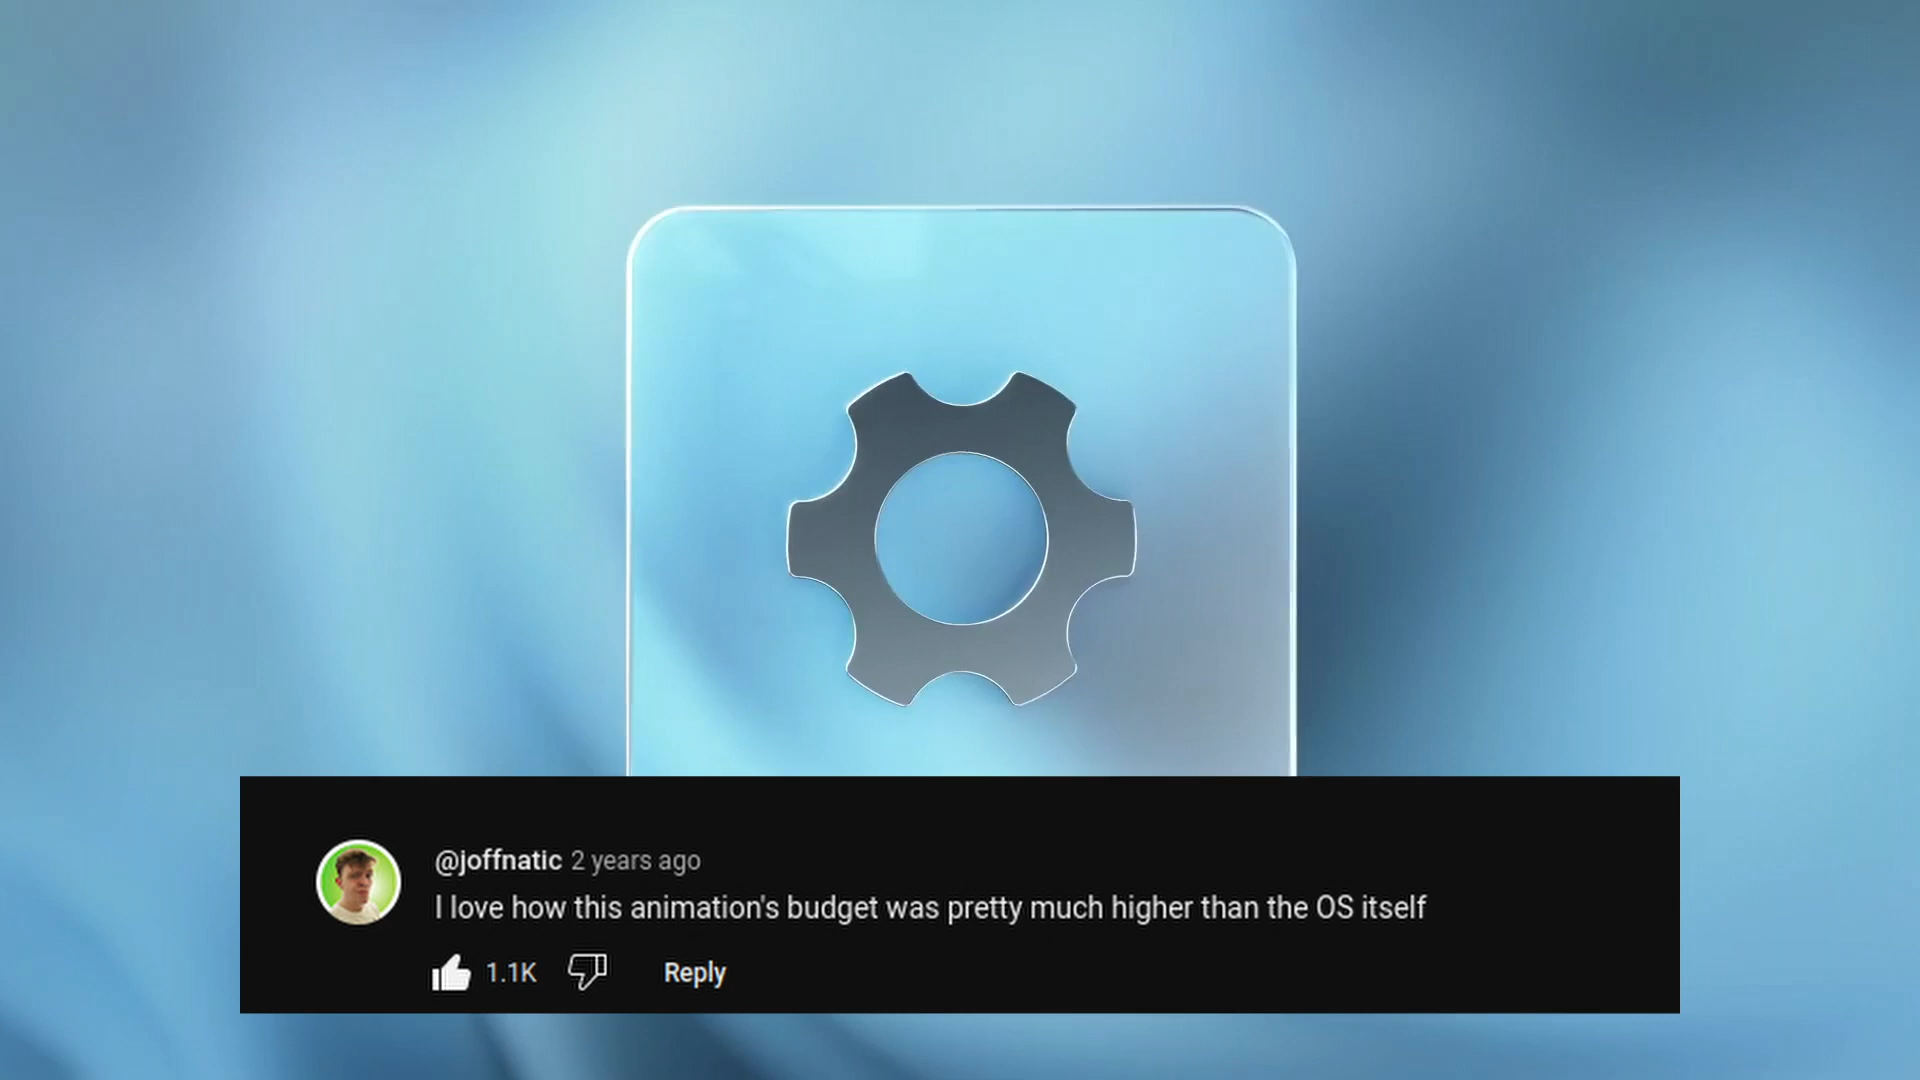 @joffnatic 2 years ago
I love how this animation's budget was pretty much higher than the OS itself
1.1K Reply